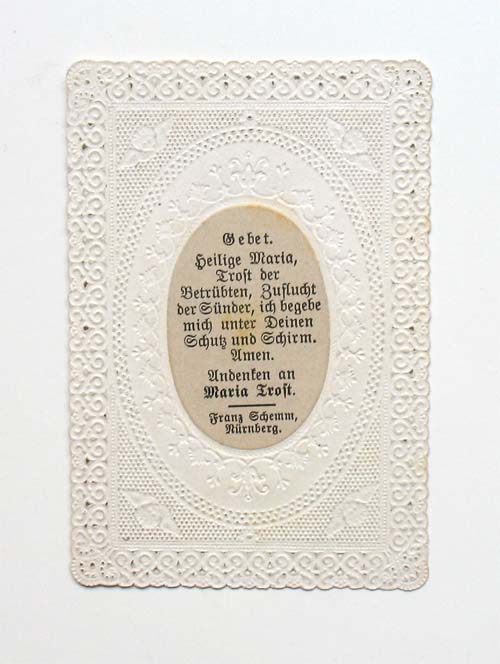 Gebet.
Heilige Maria,
Trost der
Betrübten, Zuflucht
der Sünder, ich begebe
mich unter Deinen
Schutz und Schirm.
Amen.
Andenken an
Maria Trost.
Franz Schemm,
Nürnberg.